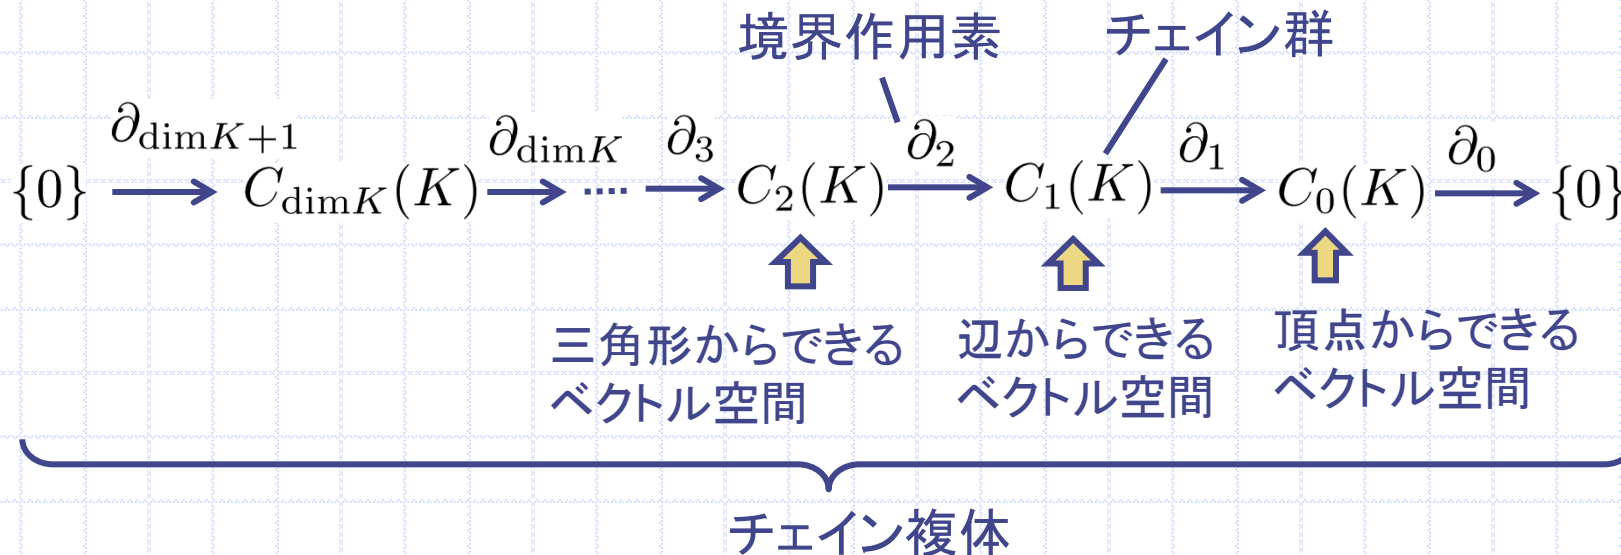 境界作用素 チェイン群
{0} ∂dimK+1 CdimK(K) ∂dimK ······ ∂3 C2(K) ∂2 C1(K) ∂1 C0(K) ∂0 {0}
三角形からできる
ベクトル空間
辺からできる
ベクトル空間
頂点からできる
ベクトル空間
チェイン複体